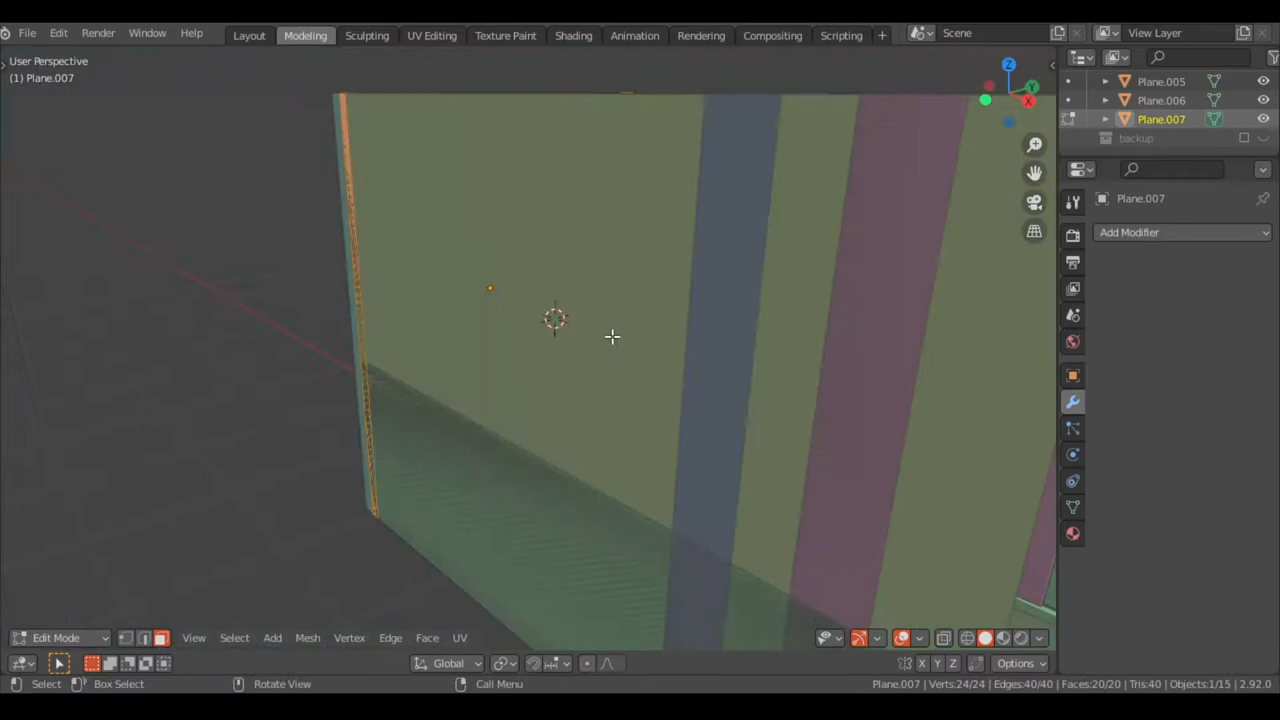 File Edit Render Window Help Layout Modeling Sculpting UV Editing Texture Paint Shading Animation Rendering Compositing Scripting + Scene View Layer
User Perspective
(1) Plane.007
Z
Y
X
Plane.005
Plane.006
Plane.007
backup
Plane.007
Add Modifier
Edit Mode View Select Add Mesh Vertex Edge Face UV
Global X Y Z Options
Select Box Select Rotate View Call Menu Plane.007 | Verts:24/24 | Edges:40/40 | Faces:20/20 | Tris:40 | Objects:1/15 | 2.92.0